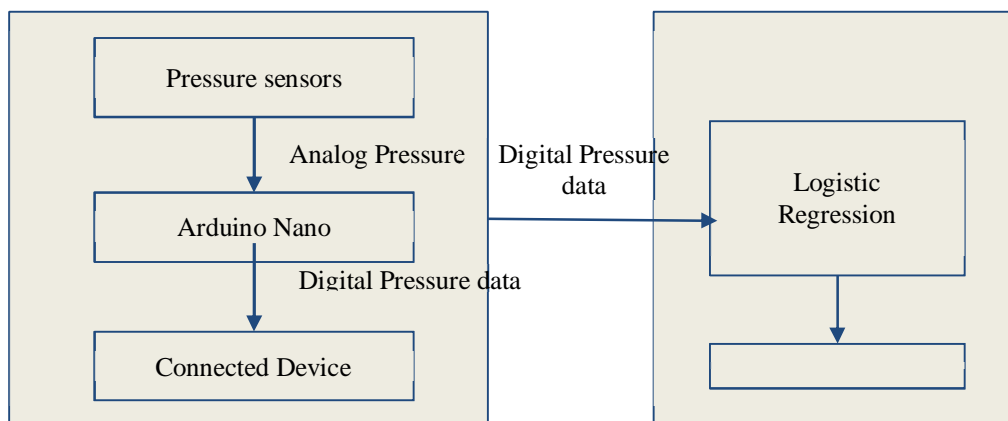 Pressure sensors
Analog Pressure
Arduino Nano
Digital Pressure data
Connected Device
Digital Pressure
data
Logistic
Regression